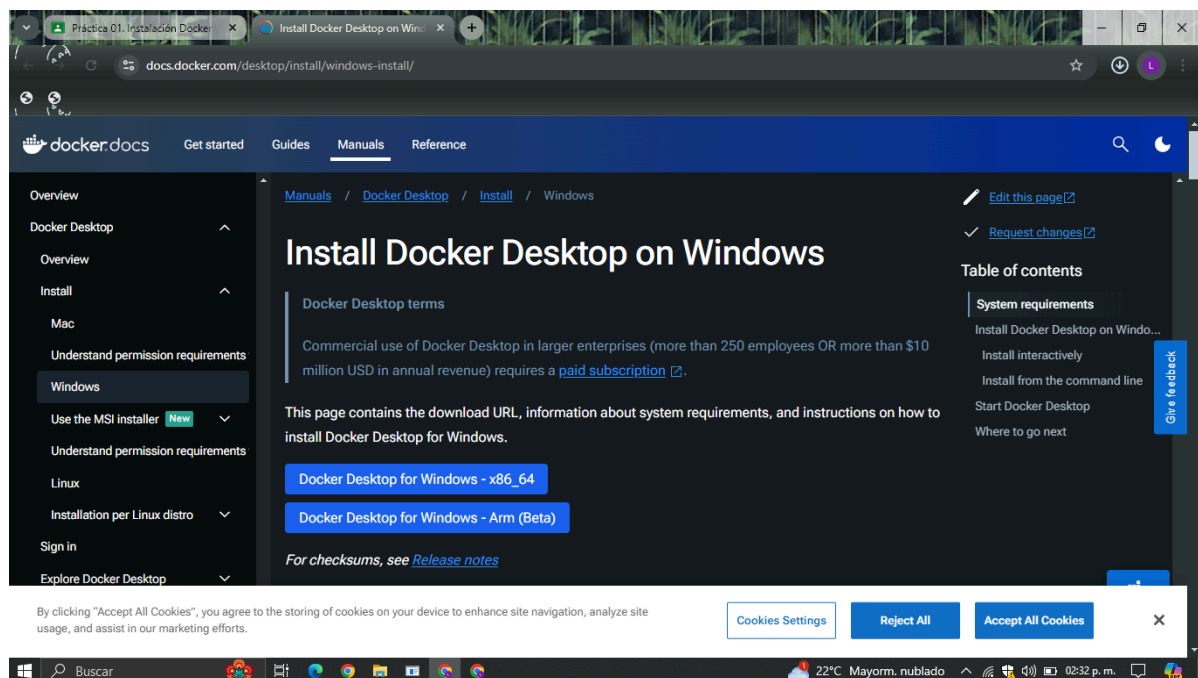 Práctica 01. Instalación Docker
Install Docker Desktop on Wind
docs.docker.com/desktop/install/windows-install/
L
docker.docs
Get started
Guides
Manuals
Reference
Overview
Docker Desktop
Overview
Install
Mac
Understand permission requirements
Windows
Use the MSI installer New
Understand permission requirements
Linux
Installation per Linux distro
Sign in
Explore Docker Desktop
Manuals / Docker Desktop / Install / Windows
Install Docker Desktop on Windows
Docker Desktop terms
Commercial use of Docker Desktop in larger enterprises (more than 250 employees OR more than $10
million USD in annual revenue) requires a paid subscription.
This page contains the download URL, information about system requirements, and instructions on how to
install Docker Desktop for Windows.
Docker Desktop for Windows - x86_64
Docker Desktop for Windows - Arm (Beta)
For checksums, see Release notes
Edit this page
Request changes
Table of contents
System requirements
Install Docker Desktop on Windo...
Install interactively
Install from the command line
Start Docker Desktop
Where to go next
Give feedback
By clicking "Accept All Cookies", you agree to the storing of cookies on your device to enhance site navigation, analyze site
usage, and assist in our marketing efforts.
Cookies Settings
Reject All
Accept All Cookies
Buscar
22°C Mayorm. nublado
02:32 p. m.